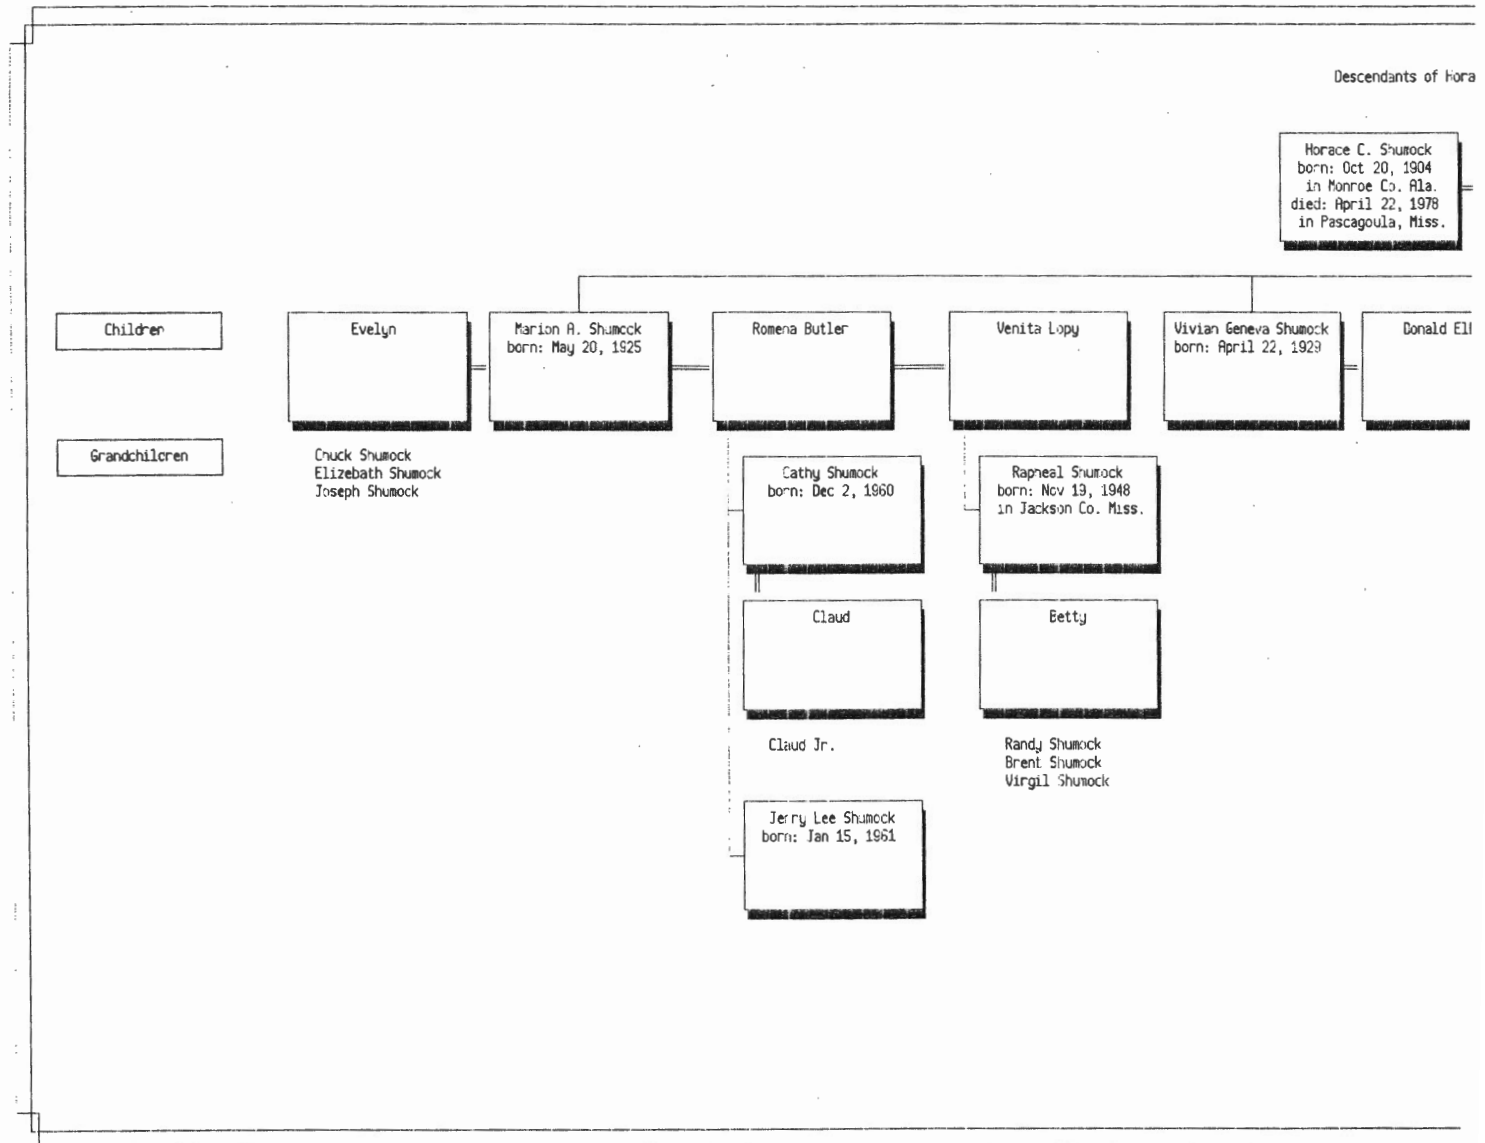 Descendants of Hora
Horace C. Shumock
born: Oct 20, 1904
in Monroe Co. Ala.
died: April 22, 1978
in Pascagoula, Miss.
Children
Evelyn
Marion A. Shumock
born: May 20, 1925
Romena Butler
Venita Lopy
Vivian Geneva Shumock
born: April 22, 1929
Donald Ell
Grandchildren
Chuck Shumock
Elizebath Shumock
Joseph Shumock
Cathy Shumock
born: Dec 2, 1960
Rapheal Shumock
born: Nov 19, 1948
in Jackson Co. Miss.
Claud
Betty
Claud Jr.
Randy Shumock
Brent Shumock
Virgil Shumock
Jerry Lee Shumock
born: Jan 15, 1961